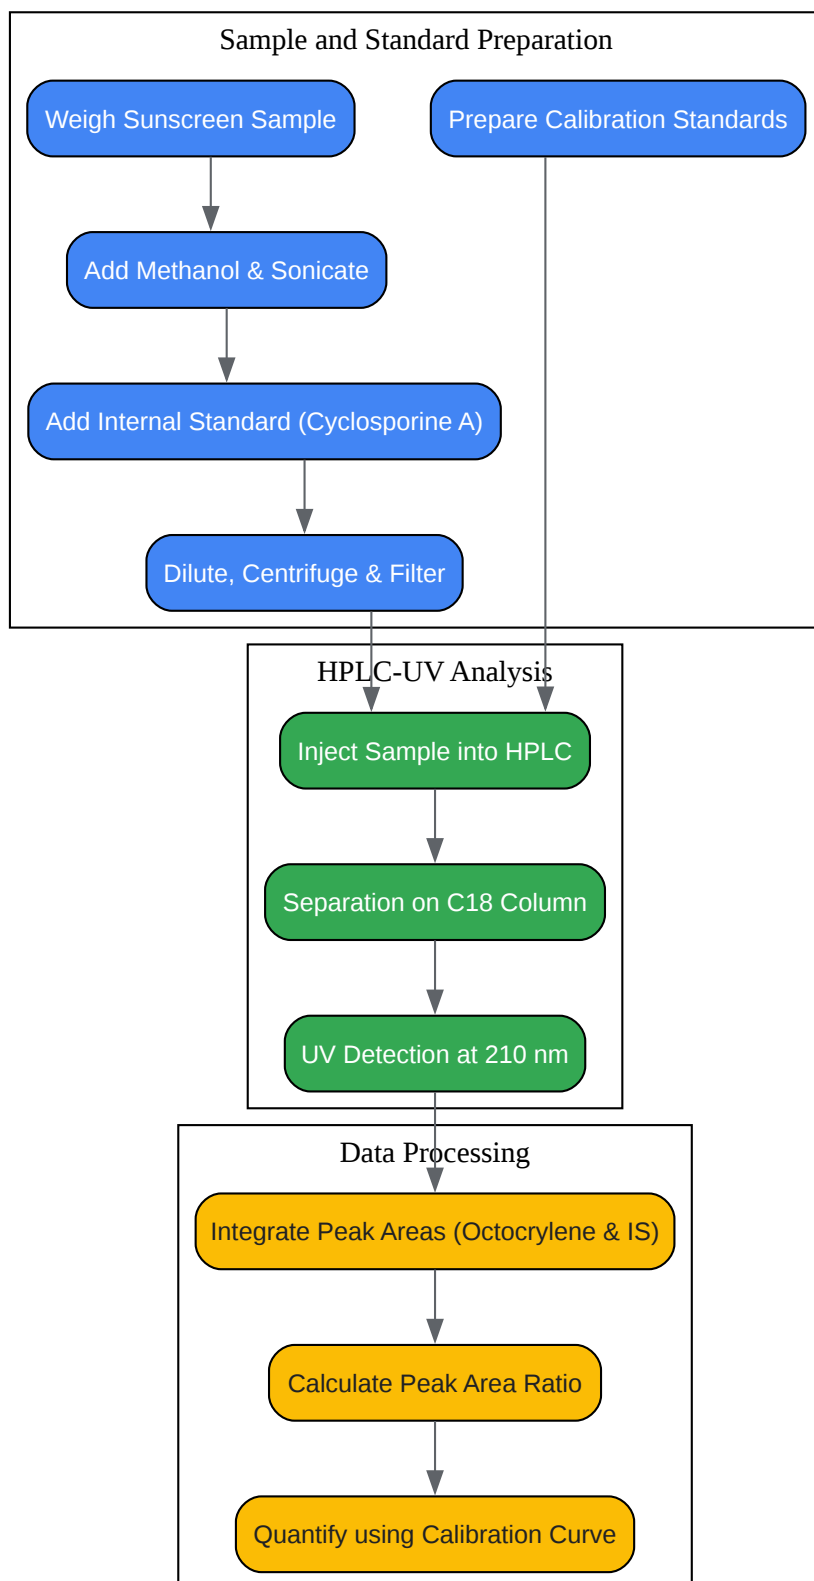 Sample and Standard Preparation
Weigh Sunscreen Sample
Prepare Calibration Standards
Add Methanol & Sonicate
Add Internal Standard (Cyclosporine A)
Dilute, Centrifuge & Filter
HPLC-UV Analysis
Inject Sample into HPLC
Separation on C18 Column
UV Detection at 210 nm
Data Processing
Integrate Peak Areas (Octocrylene & IS)
Calculate Peak Area Ratio
Quantify using Calibration Curve